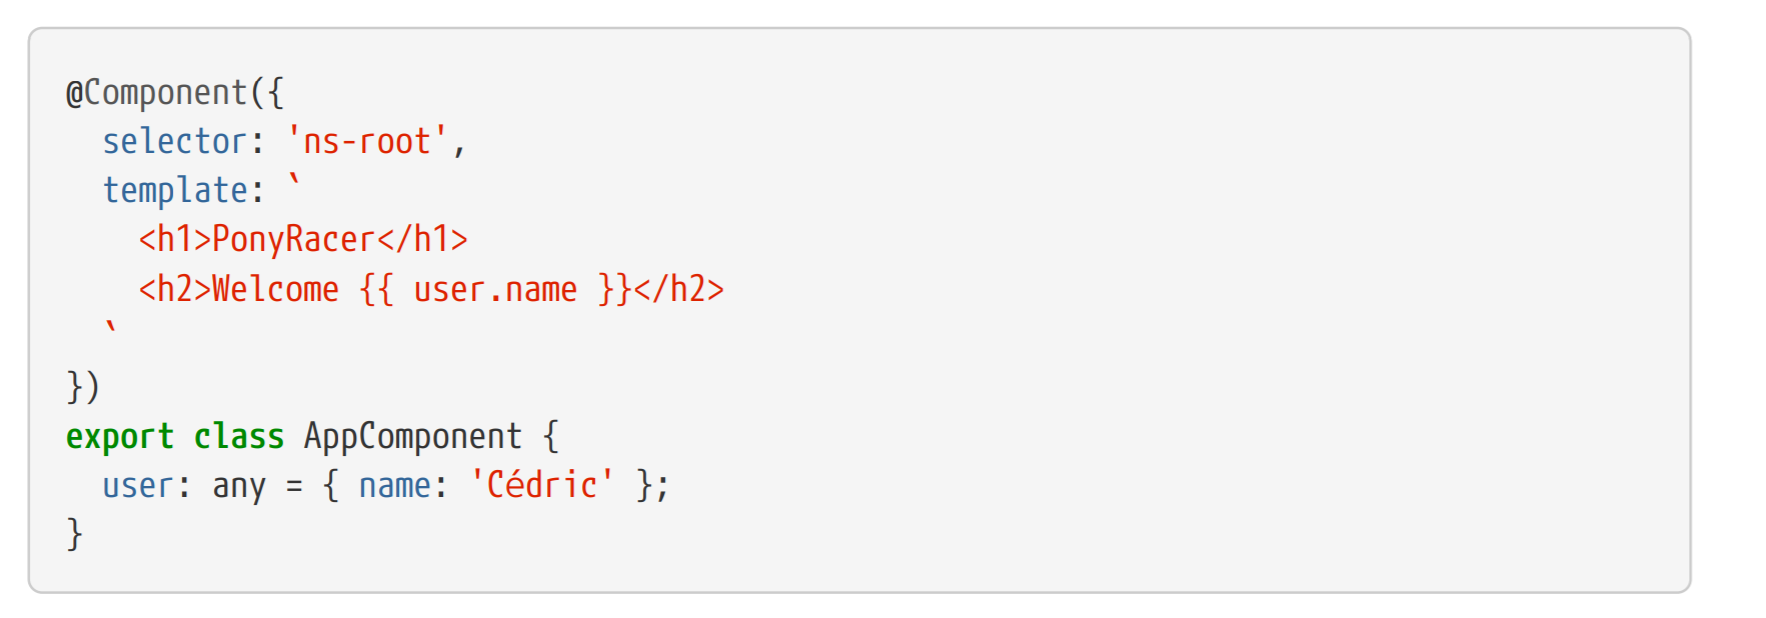 @Component({
  selector: 'ns-root',
  template: `
    <h1>PonyRacer</h1>
    <h2>Welcome {{ user.name }}</h2>
  `
})
export class AppComponent {
  user: any = { name: 'Cédric' };
}